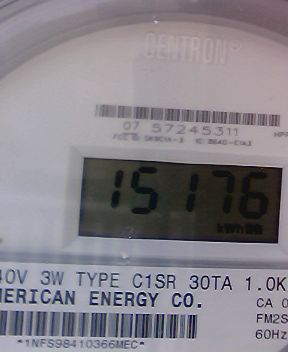 CENTRON®
07 57245311
15176
kWh
40V 3W TYPE C1SR 30TA 1.0K
MERICAN ENERGY CO.
CA 0
FM2S
60Hz
*1NFS98410366MEC*